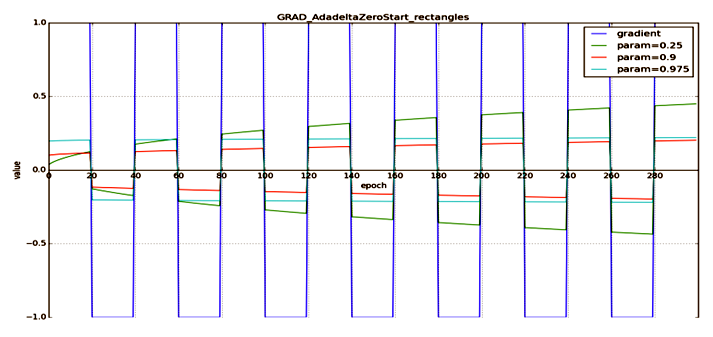 GRAD_AdadeltaZeroStart_rectangles
gradient
param=0.25
param=0.9
param=0.975
1.0
0.5
0.0
−0.5
−1.0
value
0 20 40 60 80 100 120 140 160 180 200 220 240 260 280
epoch